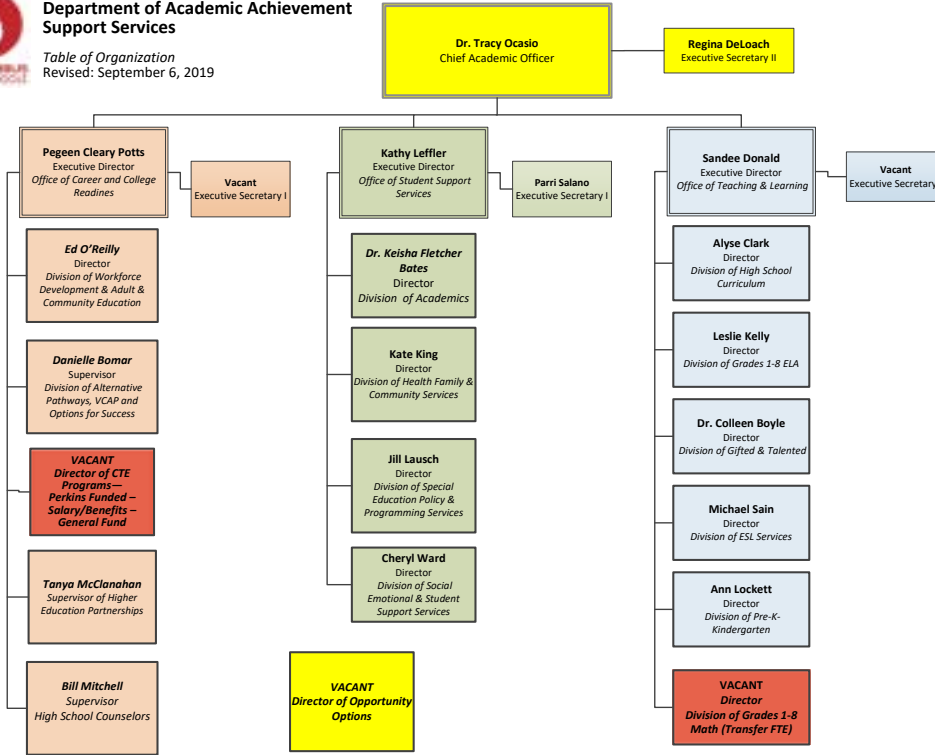 Department of Academic Achievement
Support Services
Table of Organization
Revised: September 6, 2019
Dr. Tracy Ocasio
Chief Academic Officer
Regina DeLoach
Executive Secretary II
Pegeen Cleary Potts
Executive Director
Office of Career and College
Readines
Vacant
Executive Secretary I
Ed O'Reilly
Director
Division of Workforce
Development & Adult &
Community Education
Danielle Bomar
Supervisor
Division of Alternative
Pathways, VCAP and
Options for Success
VACANT
Director of CTE
Programs—
Perkins Funded –
Salary/Benefits –
General Fund
Tanya McClanahan
Supervisor of Higher
Education Partnerships
Bill Mitchell
Supervisor
High School Counselors
Kathy Leffler
Executive Director
Office of Student Support
Services
Parri Salano
Executive Secretary I
Dr. Keisha Fletcher
Bates
Director
Division of Academics
Kate King
Director
Division of Health Family &
Community Services
Jill Lausch
Director
Division of Special
Education Policy &
Programming Services
Cheryl Ward
Director
Division of Social
Emotional & Student
Support Services
VACANT
Director of Opportunity
Options
Sandee Donald
Executive Director
Office of Teaching & Learning
Vacant
Executive Secretary
Alyse Clark
Director
Division of High School
Curriculum
Leslie Kelly
Director
Division of Grades 1-8 ELA
Dr. Colleen Boyle
Director
Division of Gifted & Talented
Michael Sain
Director
Division of ESL Services
Ann Lockett
Director
Division of Pre-K-
Kindergarten
VACANT
Director
Division of Grades 1-8
Math (Transfer FTE)